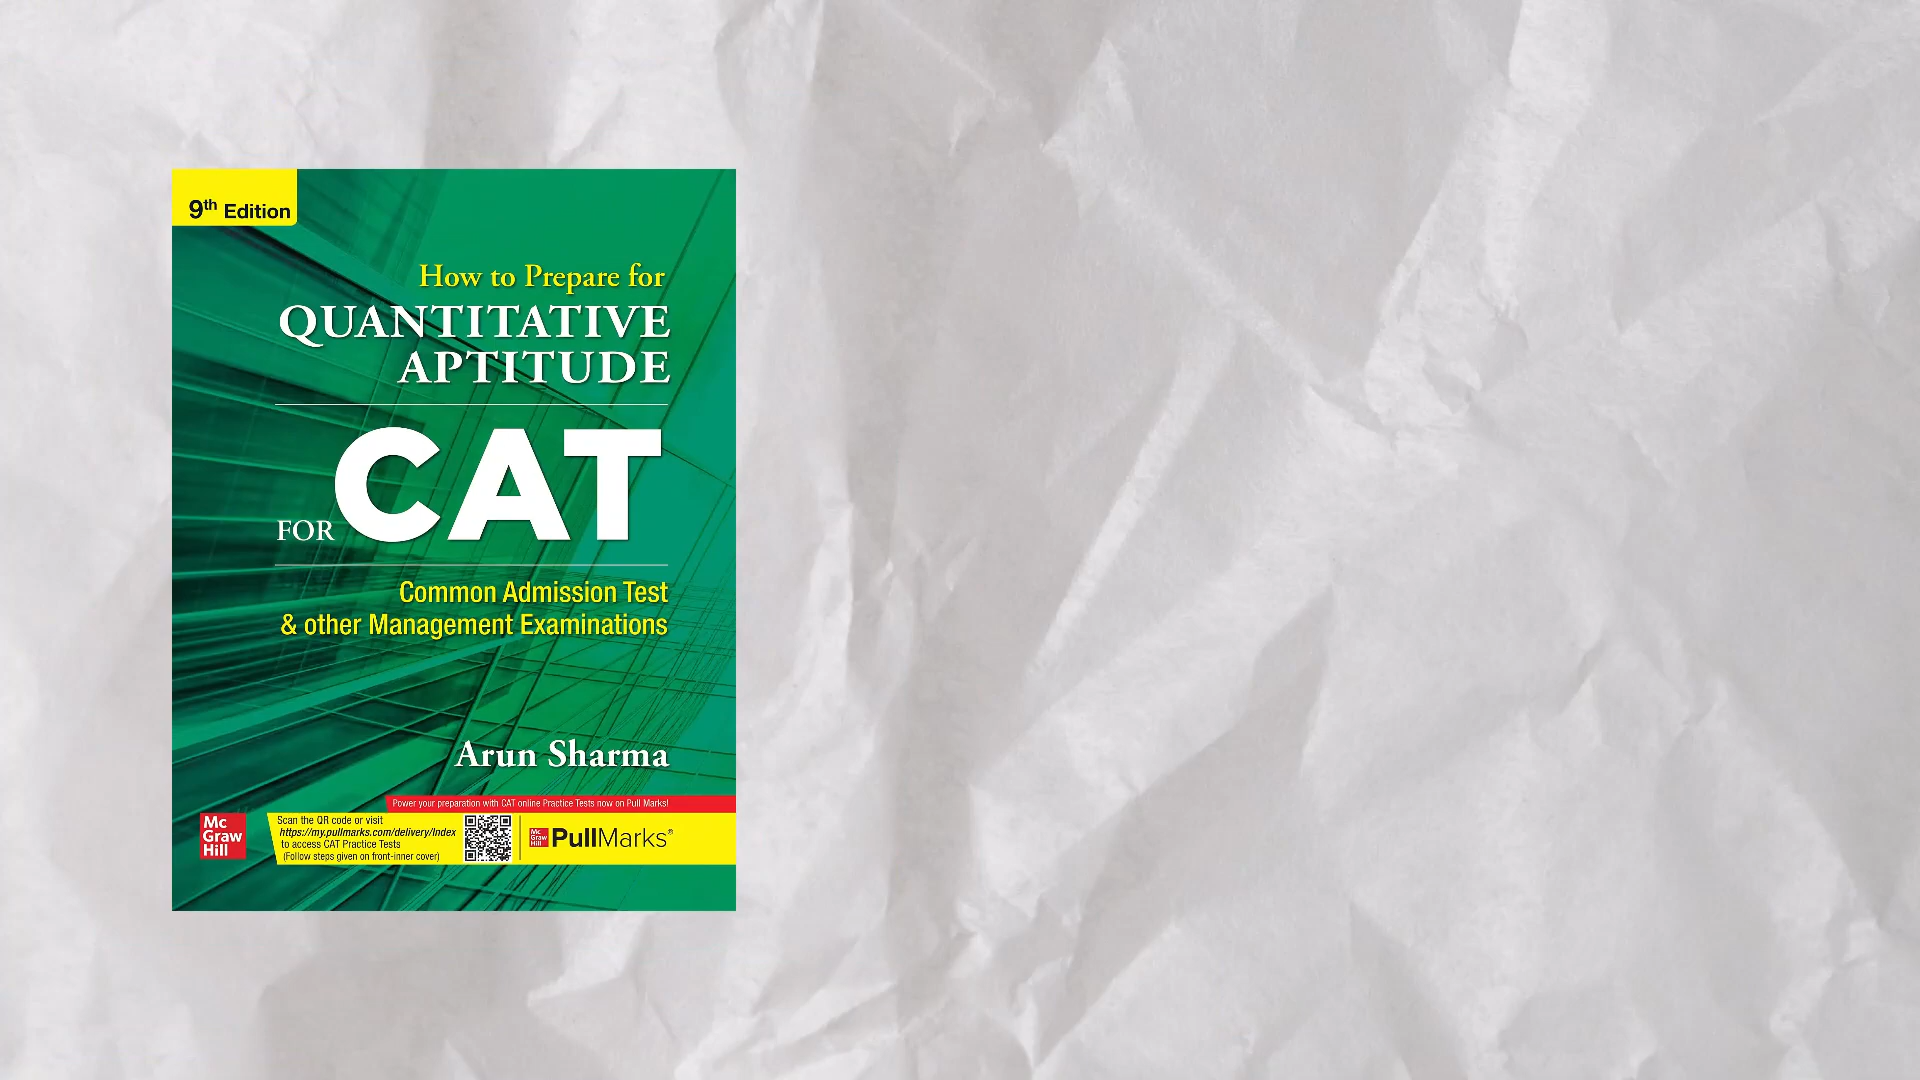 9th Edition
How to Prepare for
QUANTITATIVE
APTITUDE
FOR CAT
Common Admission Test
& other Management Examinations
Arun Sharma
Power your preparation with CAT online Practice Tests now on Pull Marks!
Mc
Graw
Hill
Scan the QR code or visit
https://my.pullmarks.com/delivery/Index
to access CAT Practice Tests
(Follow steps given on front-inner cover)
Mc
Graw
Hill
PullMarks®